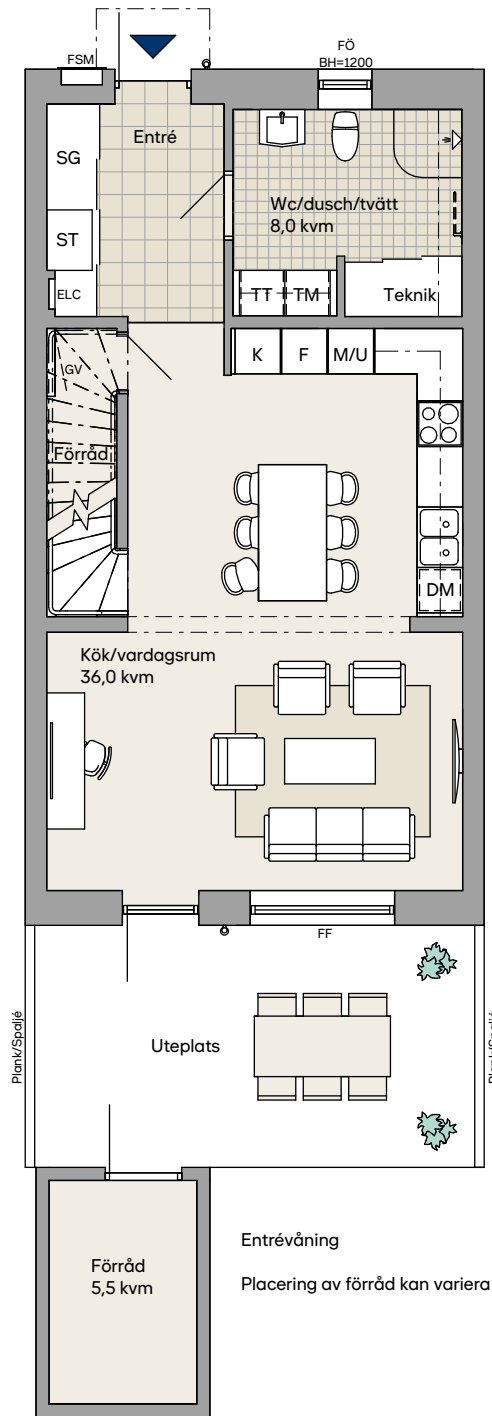 FSM
FÖ
BH=1200
Entré
SG
Wc/dusch/tvätt
8,0 kvm
ST
ELC
TT
TM
Teknik
K
F
M/U
GV
Förråd
DM
Kök/vardagsrum
36,0 kvm
FF
Plank/Spaljé
Plank/Spaljé
Uteplats
Förråd
5,5 kvm
Entrévåning
Placering av förråd kan variera